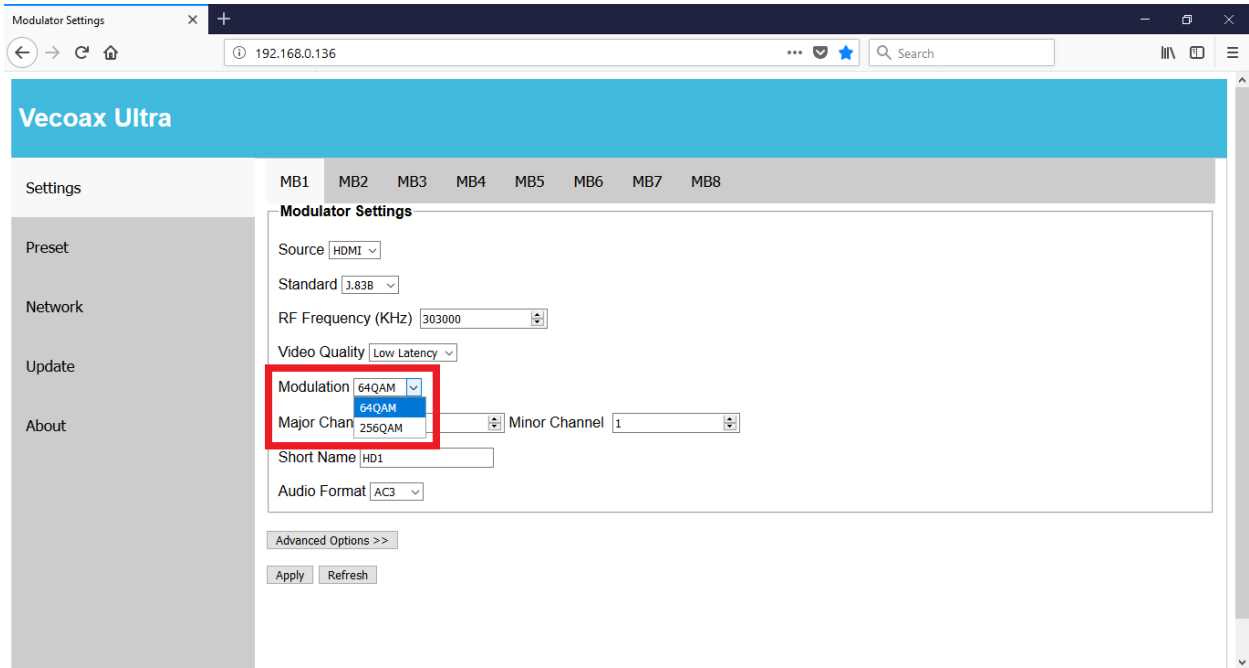 Modulator Settings
192.168.0.136
Search
Vecoax Ultra
Settings
Preset
Network
Update
About
MB1 MB2 MB3 MB4 MB5 MB6 MB7 MB8
Modulator Settings
Source HDMI
Standard J.83B
RF Frequency (KHz) 303000
Video Quality Low Latency
Modulation 64QAM
64QAM
256QAM
Major Chan Minor Channel 1
Short Name HD1
Audio Format AC3
Advanced Options >>
Apply Refresh